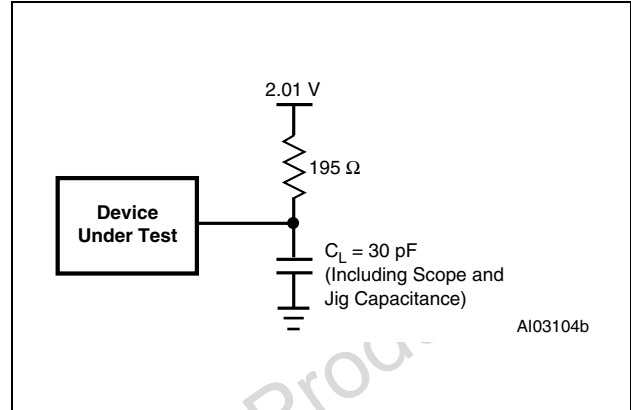 2.01 V
195 Ω
Device
Under Test
C_L = 30 pF
(Including Scope and
Jig Capacitance)
AI03104b